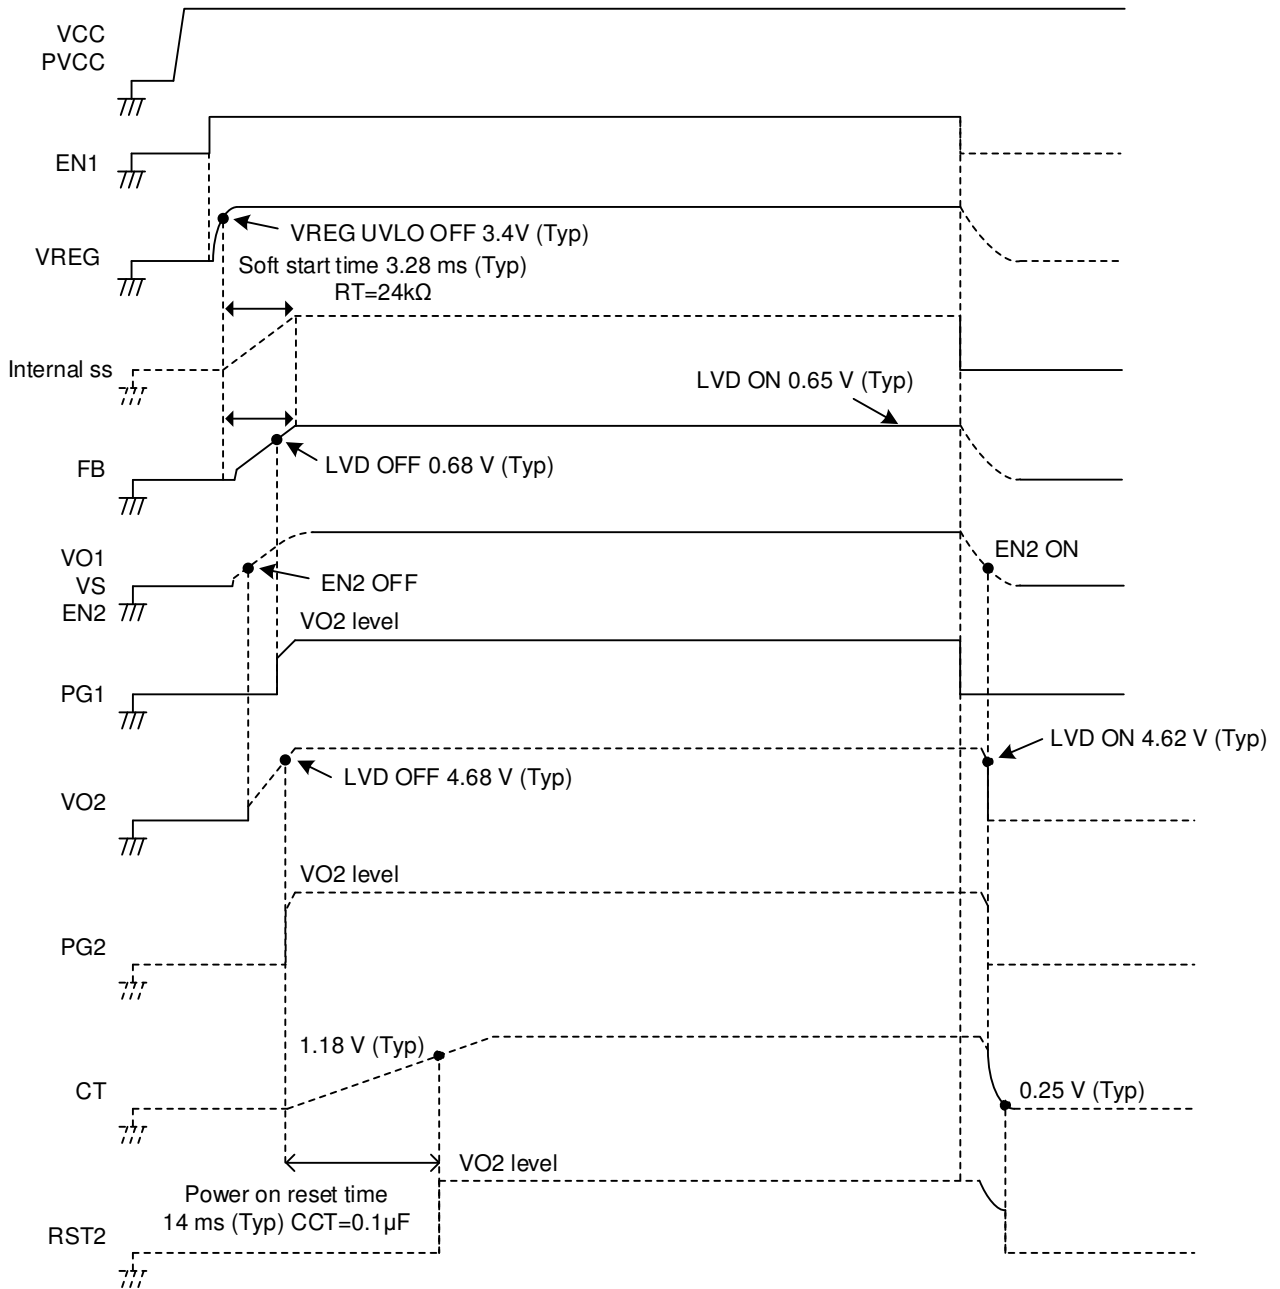 VCC
PVCC
EN1
VREG UVLO OFF 3.4V (Typ)
VREG
Soft start time 3.28 ms (Typ)
RT=24kΩ
Internal ss
LVD ON 0.65 V (Typ)
FB
LVD OFF 0.68 V (Typ)
VO1
VS
EN2
EN2 OFF
EN2 ON
VO2 level
PG1
LVD ON 4.62 V (Typ)
LVD OFF 4.68 V (Typ)
VO2
VO2 level
PG2
1.18 V (Typ)
CT
0.25 V (Typ)
VO2 level
Power on reset time
14 ms (Typ) CCT=0.1μF
RST2